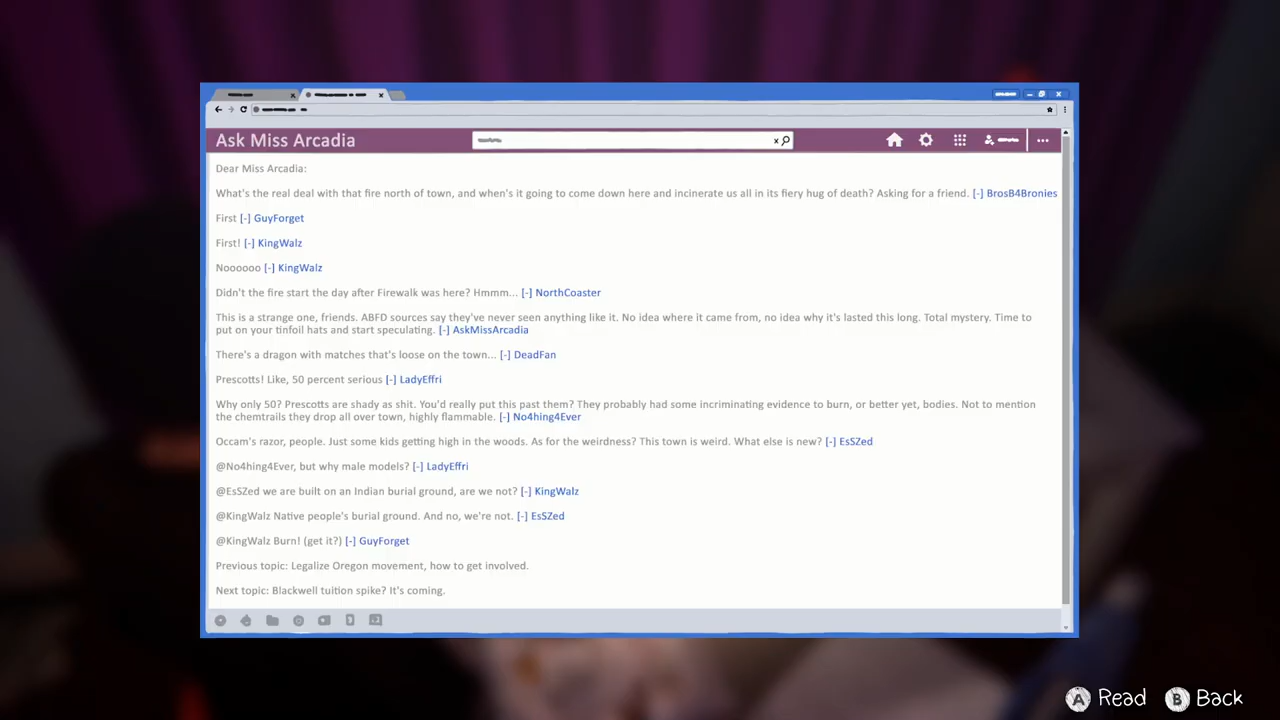 Ask Miss Arcadia
Dear Miss Arcadia:
What's the real deal with that fire north of town, and when's it going to come down here and incinerate us all in its fiery hug of death? Asking for a friend. [-] BrosB4Bronies
First [-] GuyForget
First! [-] KingWalz
Noooooo [-] KingWalz
Didn't the fire start the day after Firewalk was here? Hmmm... [-] NorthCoaster
This is a strange one, friends. ABFD sources say they've never seen anything like it. No idea where it came from, no idea why it's lasted this long. Total mystery. Time to
put on your tinfoil hats and start speculating. [-] AskMissArcadia
There's a dragon with matches that's loose on the town... [-] DeadFan
Prescotts! Like, 50 percent serious [-] LadyEffri
Why only 50? Prescotts are shady as shit. You'd really put this past them? They probably had some incriminating evidence to burn, or better yet, bodies. Not to mention
the chemtrails they drop all over town, highly flammable. [-] No4hing4Ever
Occam's razor, people. Just some kids getting high in the woods. As for the weirdness? This town is weird. What else is new? [-] EsSZed
@No4hing4Ever, but why male models? [-] LadyEffri
@EsSZed we are built on an Indian burial ground, are we not? [-] KingWalz
@KingWalz Native people's burial ground. And no, we're not. [-] EsSZed
@KingWalz Burn! (get it?) [-] GuyForget
Previous topic: Legalize Oregon movement, how to get involved.
Next topic: Blackwell tuition spike? It's coming.
A Read B Back